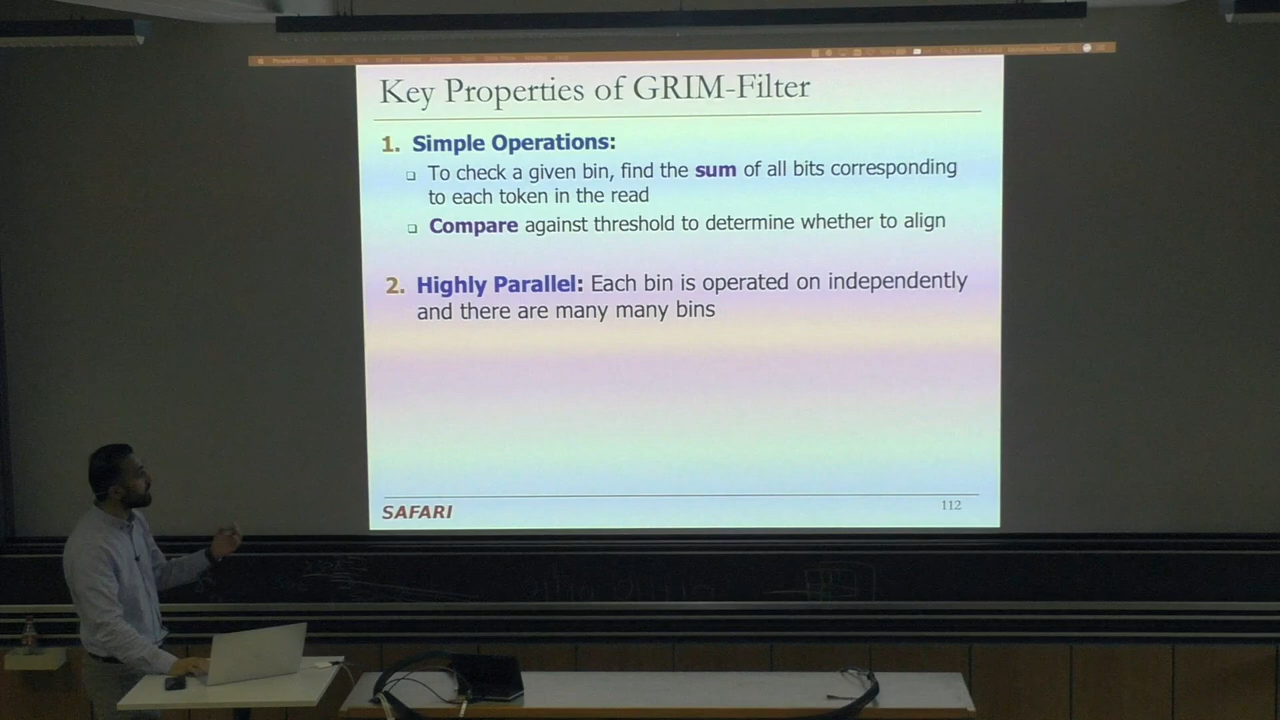 PowerPoint
Key Properties of GRIM-Filter
1. Simple Operations:
To check a given bin, find the sum of all bits corresponding
to each token in the read
Compare against threshold to determine whether to align
2. Highly Parallel: Each bin is operated on independently
and there are many many bins
SAFARI
112